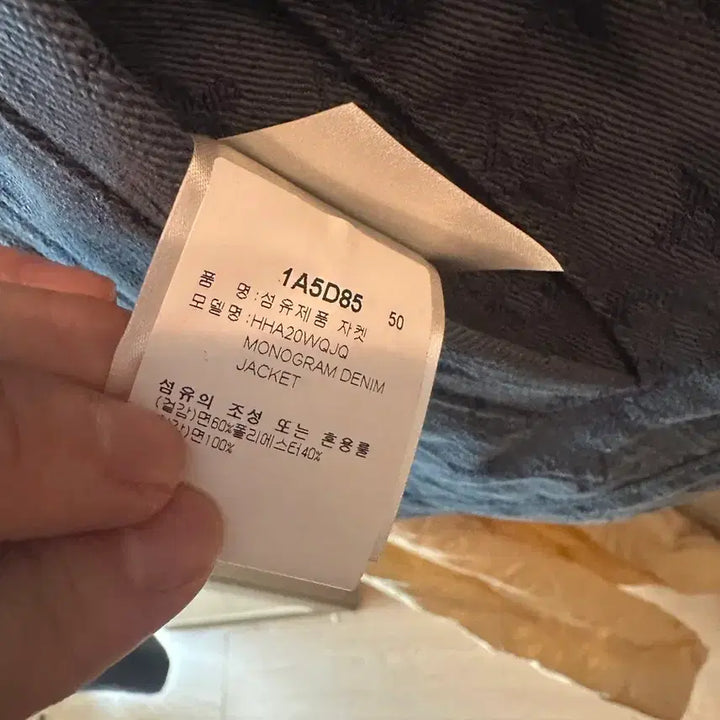 1A5D85 50
품 명:섬유제품 자켓
모델명:HHA20WQJQ
MONOGRAM DENIM
JACKET
섬유의 조성 또는 혼용률
(겉감)면60%폴리에스터40%
감)면100%